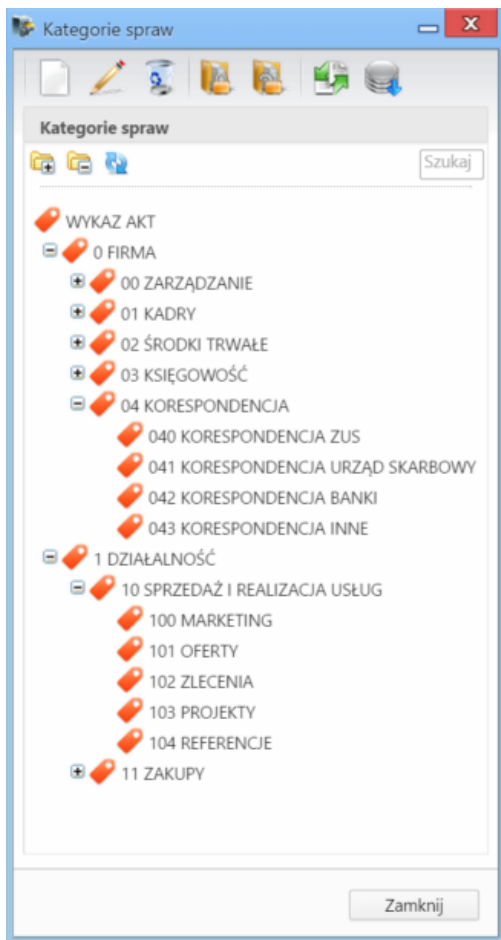 Kategorie spraw
Kategorie spraw
Szukaj
WYKAZ AKT
0 FIRMA
00 ZARZĄDZANIE
01 KADRY
02 ŚRODKI TRWAŁE
03 KSIĘGOWOŚĆ
04 KORESPONDENCJA
040 KORESPONDENCJA ZUS
041 KORESPONDENCJA URZĄD SKARBOWY
042 KORESPONDENCJA BANKI
043 KORESPONDENCJA INNE
1 DZIAŁALNOŚĆ
10 SPRZEDAŻ I REALIZACJA USŁUG
100 MARKETING
101 OFERTY
102 ZLECENIA
103 PROJEKTY
104 REFERENCJE
11 ZAKUPY
Zamknij